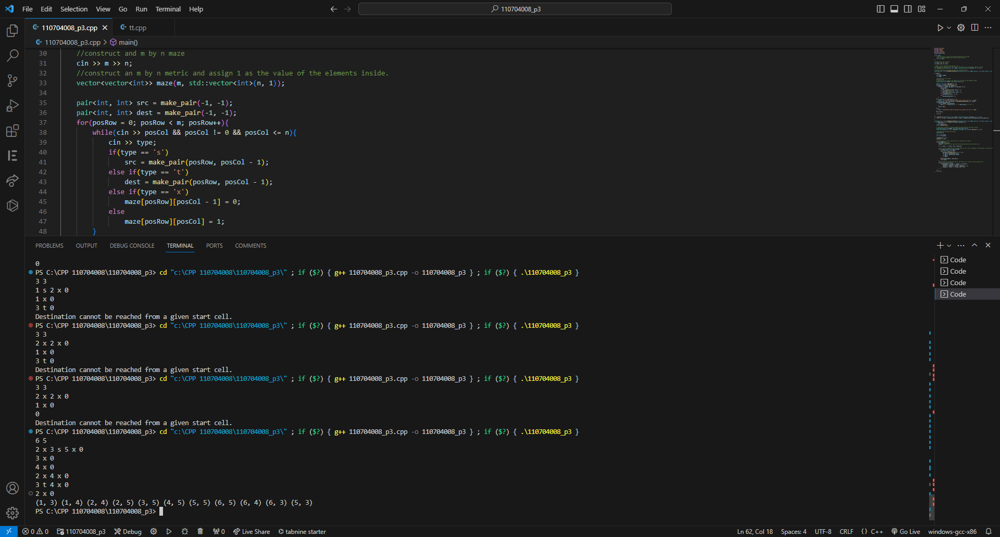 File Edit Selection View Go Run Terminal Help
110704008_p3
110704008_p3.cpp tt.cpp
110704008_p3.cpp > main()
30 //construct and m by n maze
31 cin >> m >> n;
32 //construct an m by n metric and assign 1 as the value of the elements inside.
33 vector<vector<int>> maze(m, std::vector<int>(n, 1));
34
35 pair<int, int> src = make_pair(-1, -1);
36 pair<int, int> dest = make_pair(-1, -1);
37 for(posRow = 0; posRow < m; posRow++){
38 while(cin >> posCol && posCol != 0 && posCol <= n){
39 cin >> type;
40 if(type == 's')
41 src = make_pair(posRow, posCol - 1);
42 else if(type == 't')
43 dest = make_pair(posRow, posCol - 1);
44 else if(type == 'x')
45 maze[posRow][posCol - 1] = 0;
46 else
47 maze[posRow][posCol] = 1;
48 }
PROBLEMS OUTPUT DEBUG CONSOLE TERMINAL PORTS COMMENTS
0
PS C:\CPP 110704008\110704008_p3> cd "c:\CPP 110704008\110704008_p3\" ; if ($?) { g++ 110704008_p3.cpp -o 110704008_p3 } ; if ($?) { .\110704008_p3 }
3 3
1 s 2 x 0
1 x 0
3 t 0
Destination cannot be reached from a given start cell.
PS C:\CPP 110704008\110704008_p3> cd "c:\CPP 110704008\110704008_p3\" ; if ($?) { g++ 110704008_p3.cpp -o 110704008_p3 } ; if ($?) { .\110704008_p3 }
3 3
2 x 2 x 0
1 x 0
3 t 0
Destination cannot be reached from a given start cell.
PS C:\CPP 110704008\110704008_p3> cd "c:\CPP 110704008\110704008_p3\" ; if ($?) { g++ 110704008_p3.cpp -o 110704008_p3 } ; if ($?) { .\110704008_p3 }
3 3
2 x 2 x 0
1 x 0
0
Destination cannot be reached from a given start cell.
PS C:\CPP 110704008\110704008_p3> cd "c:\CPP 110704008\110704008_p3\" ; if ($?) { g++ 110704008_p3.cpp -o 110704008_p3 } ; if ($?) { .\110704008_p3 }
6 5
2 x 3 s 5 x 0
3 x 0
4 x 0
2 x 4 x 0
3 t 4 x 0
2 x 0
(1, 3) (1, 4) (2, 4) (2, 5) (3, 5) (4, 5) (5, 5) (6, 5) (6, 4) (6, 3) (5, 3)
PS C:\CPP 110704008\110704008_p3>
Code
Code
Code
Code
0 0 110704008_p3 Debug 0 Live Share tabnine starter Ln 62, Col 18 Spaces: 4 UTF-8 CRLF {} C++ Go Live windows-gcc-x86